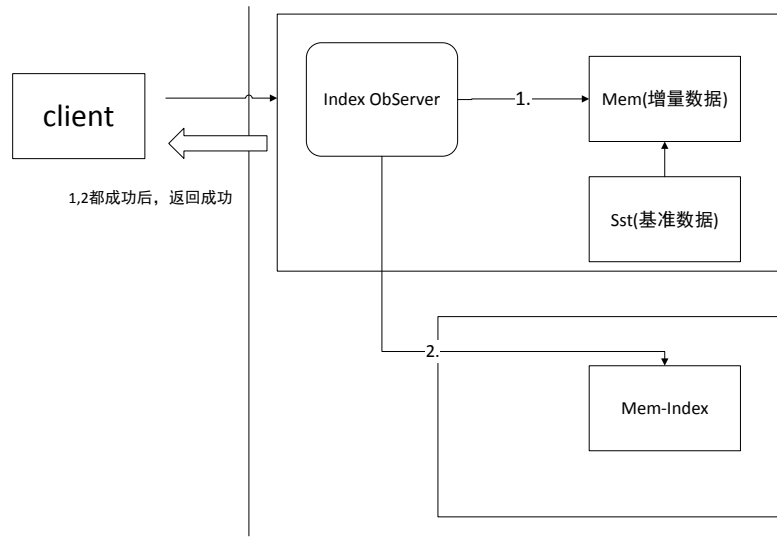 client
Index ObServer
1.
Mem(增量数据)
1,2都成功后，返回成功
Sst(基准数据)
2.
Mem-Index